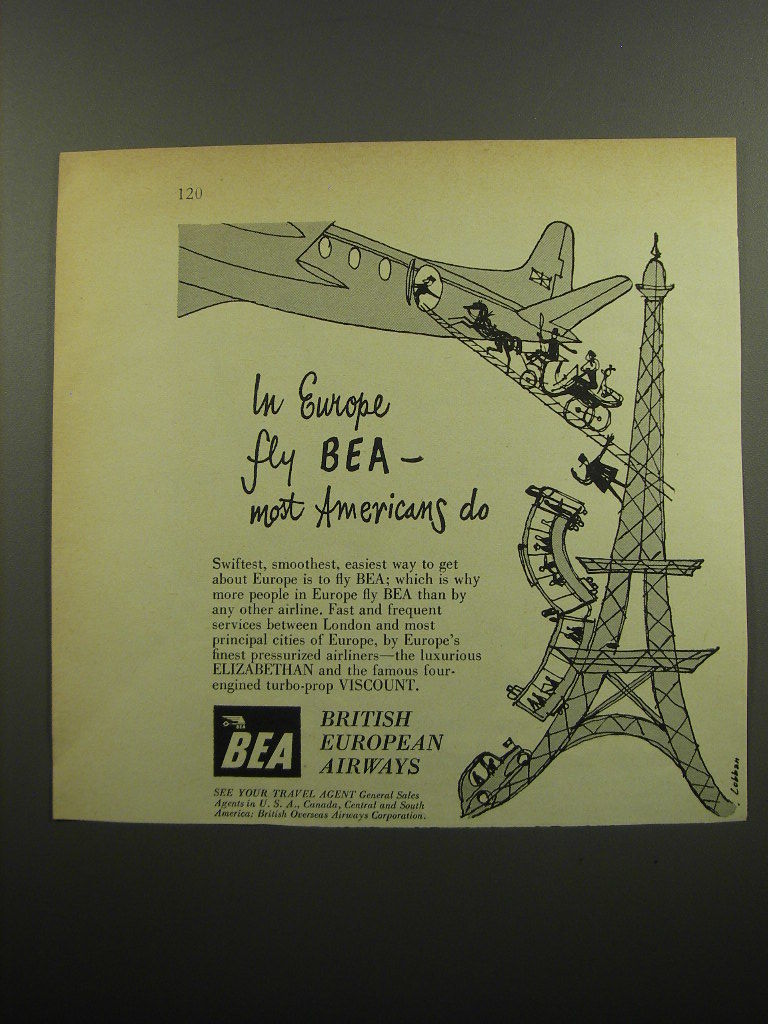 120
In Europe
fly BEA —
most Americans do
Swiftest, smoothest, easiest way to get
about Europe is to fly BEA; which is why
more people in Europe fly BEA than by
any other airline. Fast and frequent
services between London and most
principal cities of Europe, by Europe's
finest pressurized airliners—the luxurious
ELIZABETHAN and the famous four-
engined turbo-prop VISCOUNT.
BEA
BEA
BRITISH
EUROPEAN
AIRWAYS
SEE YOUR TRAVEL AGENT General Sales
Agents in U. S. A., Canada, Central and South
America: British Overseas Airways Corporation.
Lobban